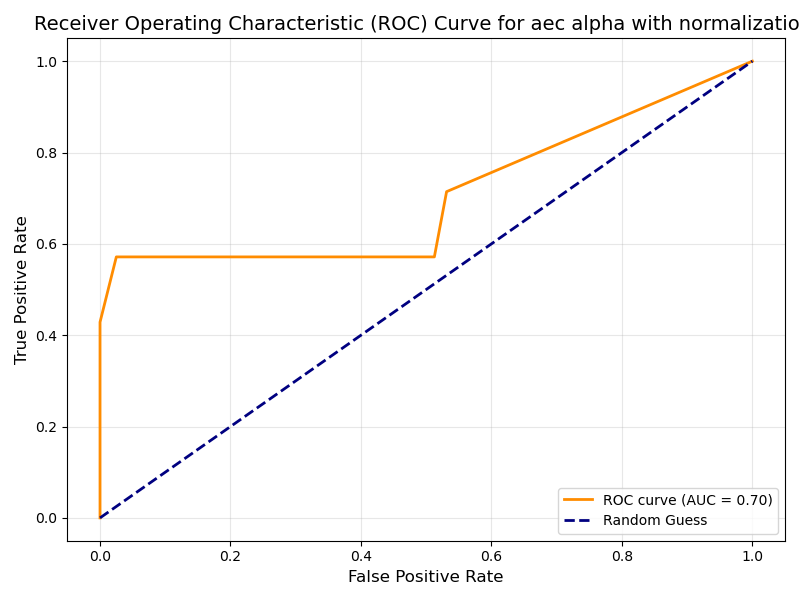 Receiver Operating Characteristic (ROC) Curve for aec alpha with normalizatio
1.0
0.8
0.6
0.4
0.2
0.0
True Positive Rate
0.0 0.2 0.4 0.6 0.8 1.0
False Positive Rate
ROC curve (AUC = 0.70)
Random Guess